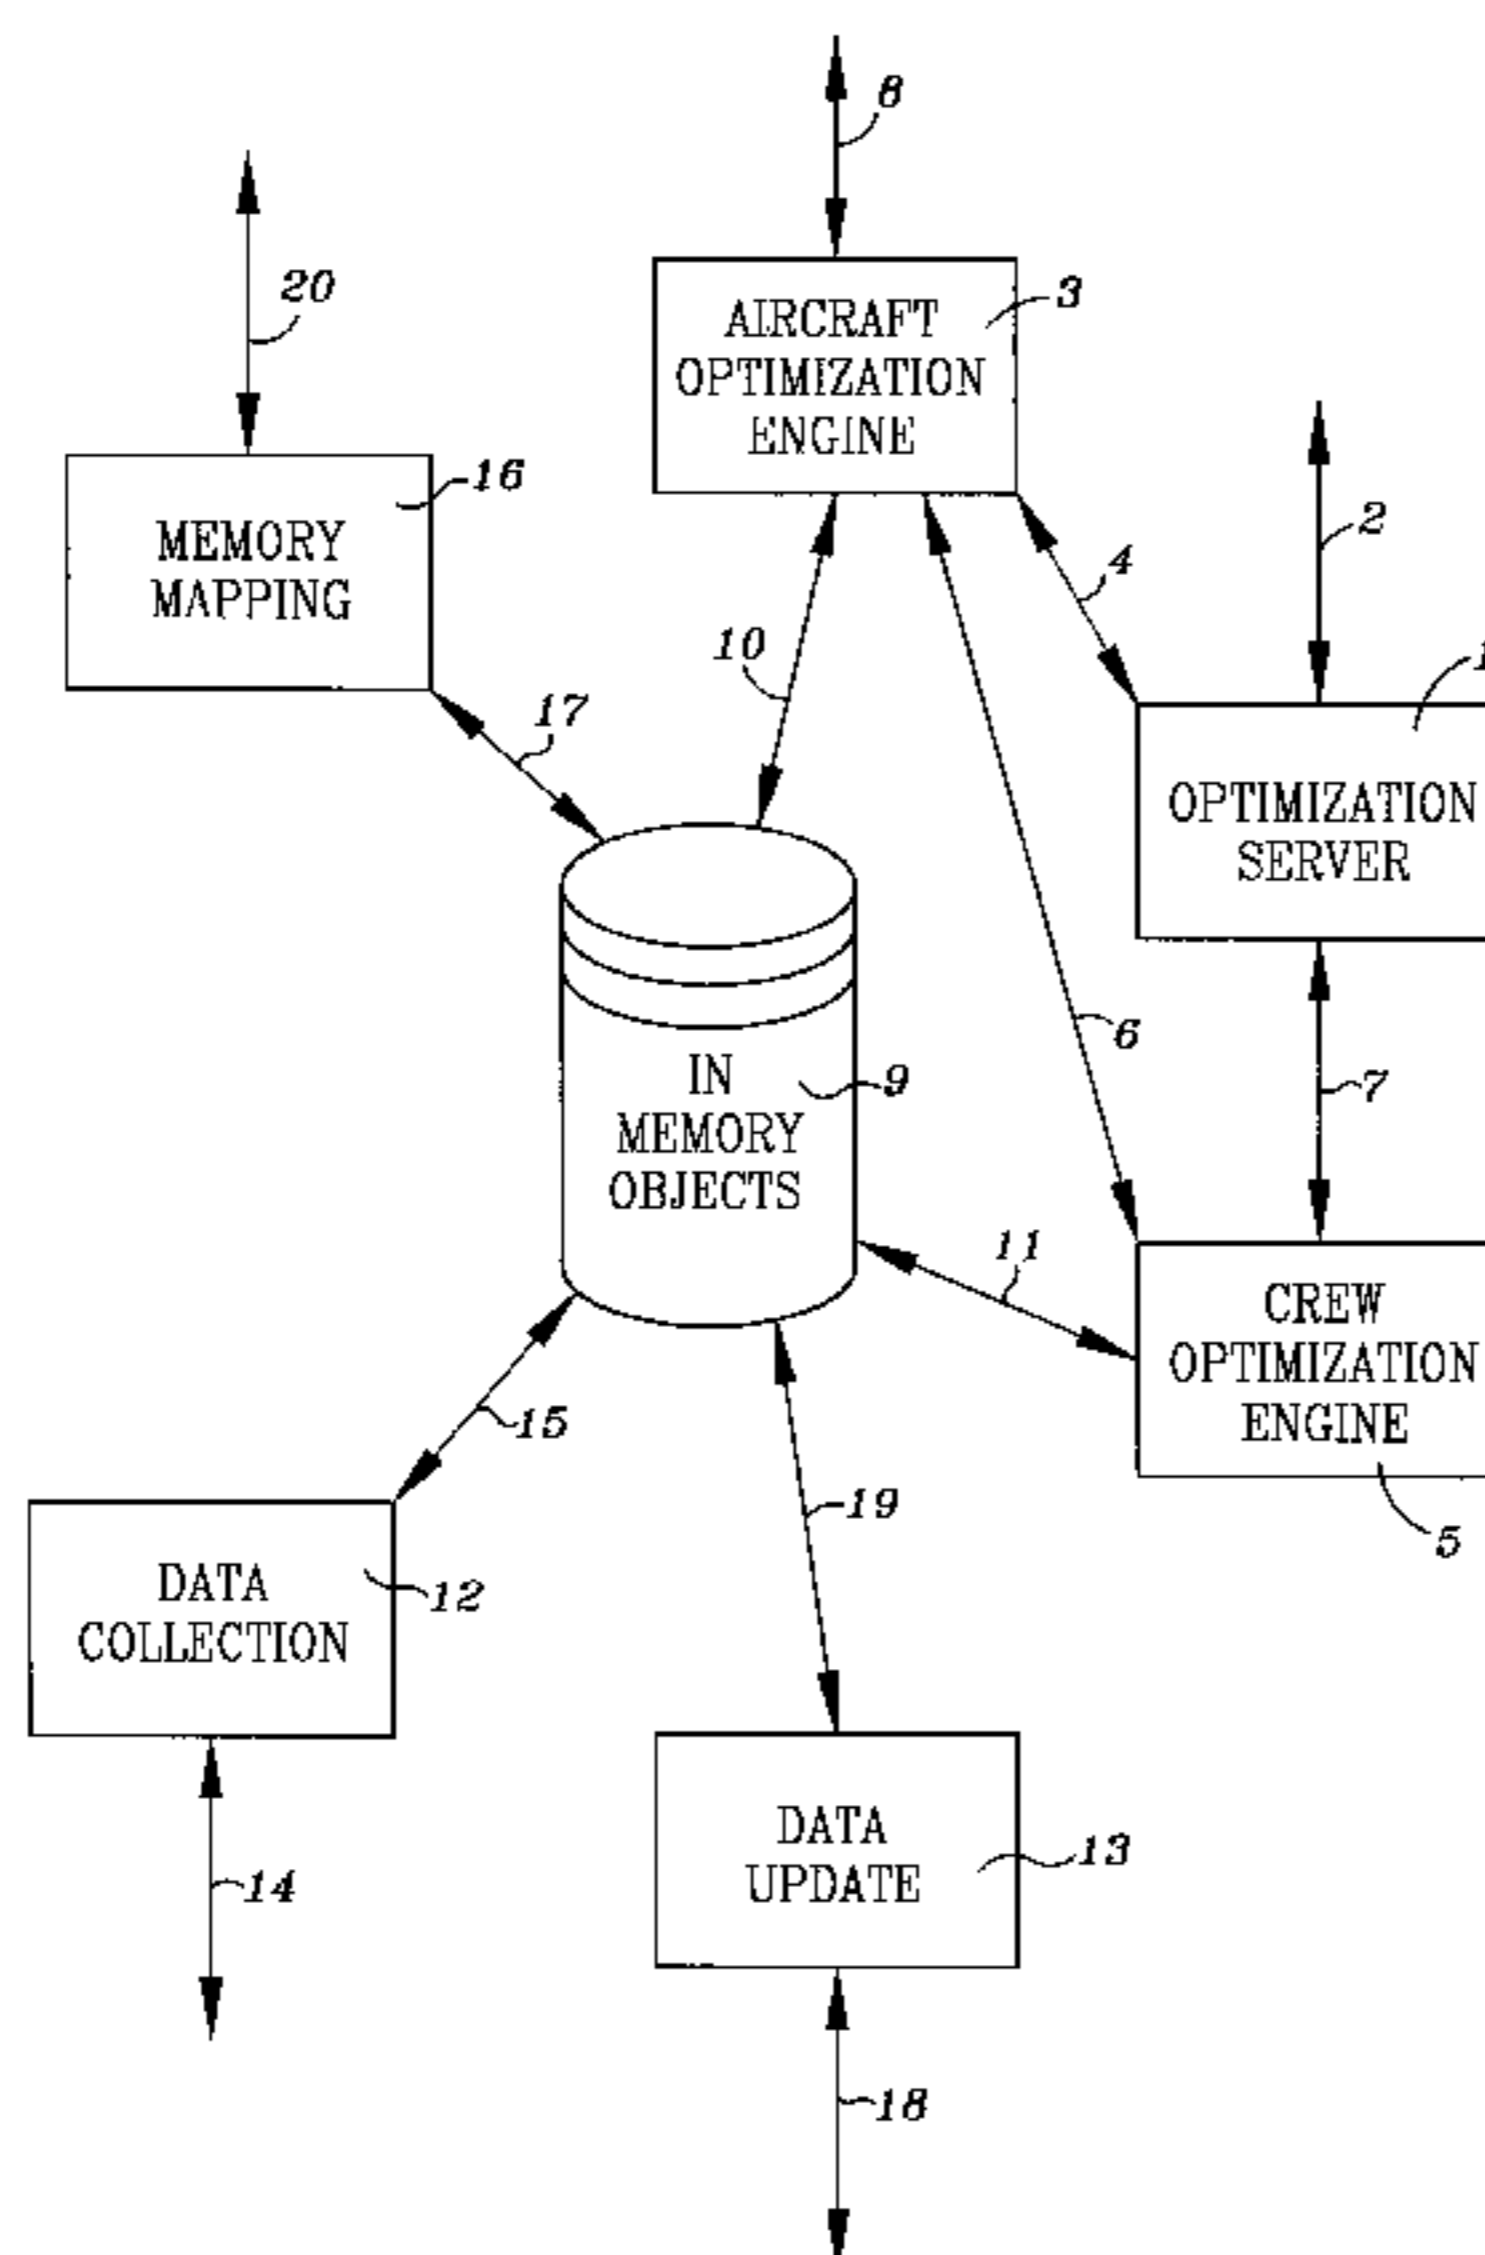 8
20
3
AIRCRAFT
OPTIMIZATION
ENGINE
16
MEMORY
MAPPING
2
4
10
17
1
OPTIMIZATION
SERVER
6
7
IN
MEMORY
OBJECTS
9
11
CREW
OPTIMIZATION
ENGINE
5
15
19
DATA
COLLECTION
12
DATA
UPDATE
13
14
18